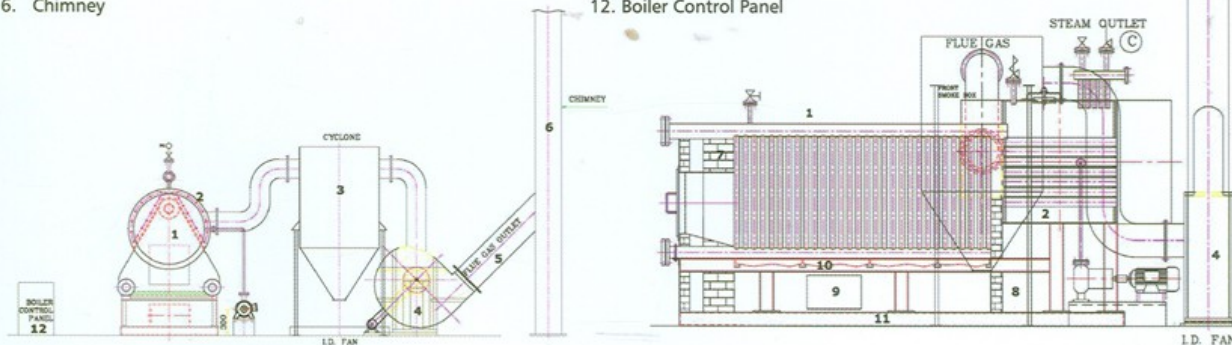 6. Chimney
12. Boiler Control Panel
STEAM OUTLET
C
FLUE GAS
FRONT
SMOKE BOX
CHIMNEY
CYCLONE
1
6
7
2
3
1
2
FLUE GAS OUTLET
5
4
4
10
9
8
11
BOILER
CONTROL
PANEL
12
300
I.D. FAN
I.D. FAN